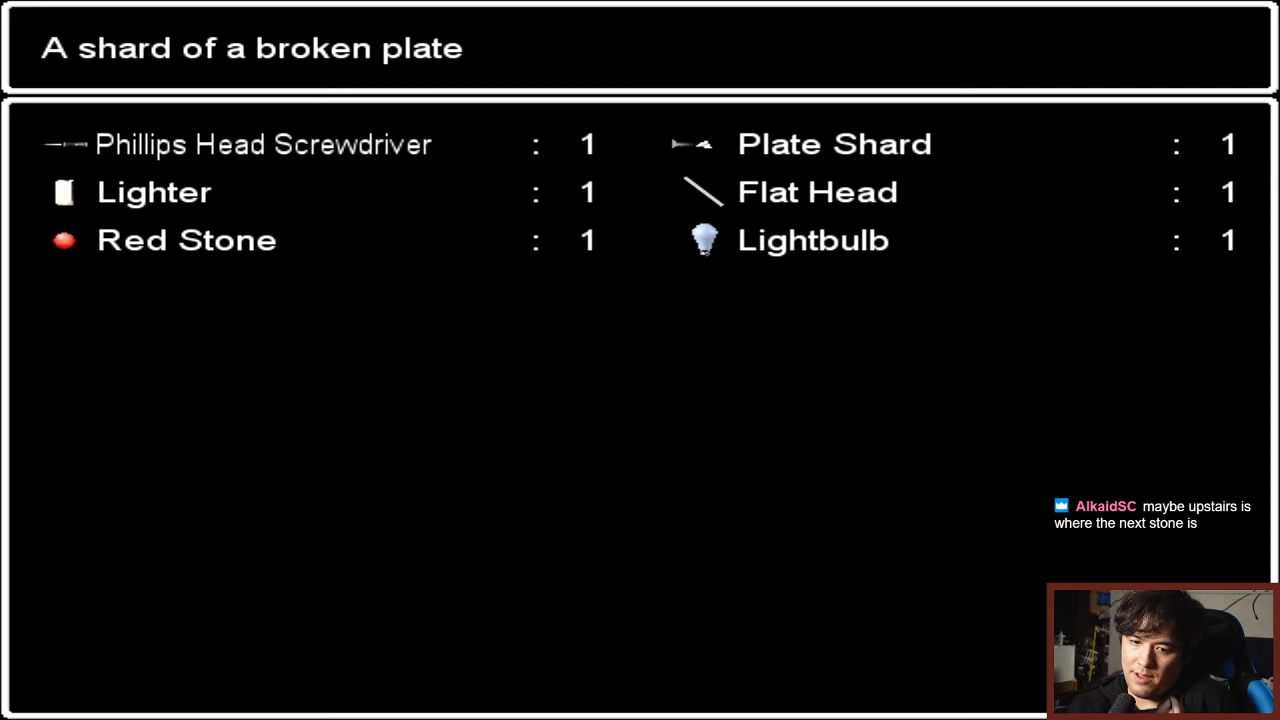 A shard of a broken plate
Phillips Head Screwdriver : 1 Plate Shard : 1
Lighter : 1 Flat Head : 1
Red Stone : 1 Lightbulb : 1
AlkaidSC maybe upstairs is
where the next stone is